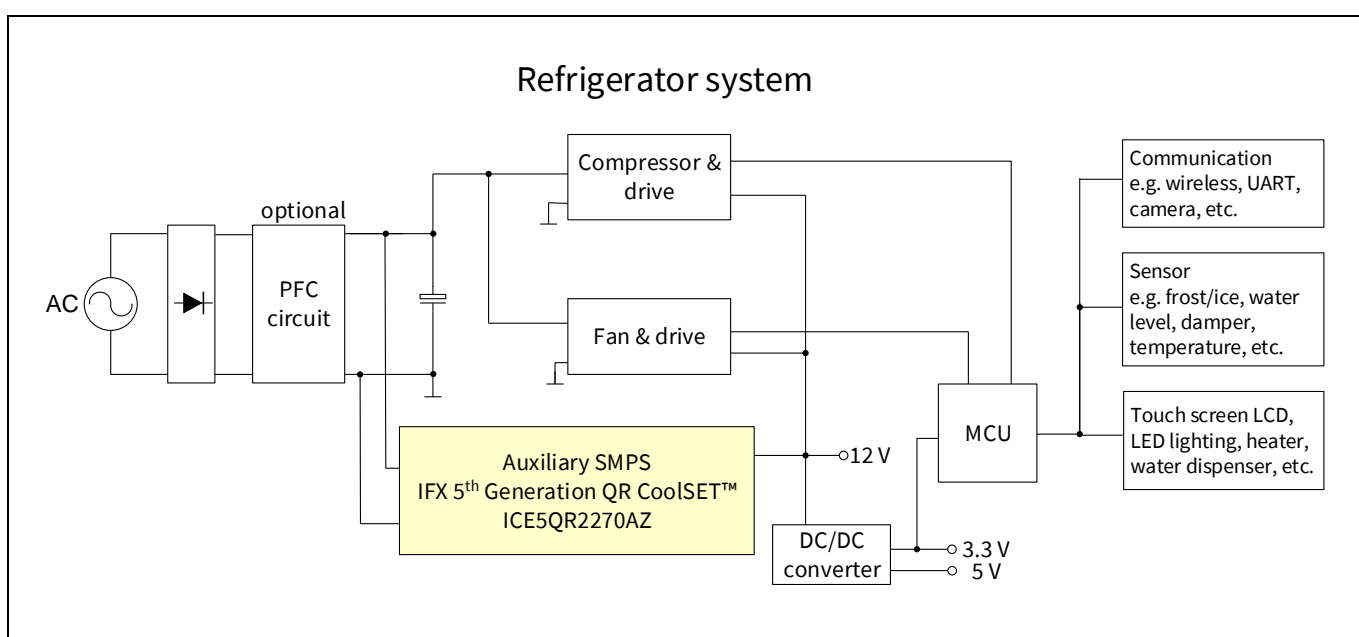 Refrigerator system
Compressor &
drive
Communication
e.g. wireless, UART,
camera, etc.
optional
AC
PFC
circuit
Sensor
e.g. frost/ice, water
level, damper,
temperature, etc.
Fan & drive
MCU
Touch screen LCD,
LED lighting, heater,
water dispenser, etc.
Auxiliary SMPS
IFX 5th Generation QR CoolSET™
ICE5QR2270AZ
12 V
DC/DC
converter
3.3 V
5 V